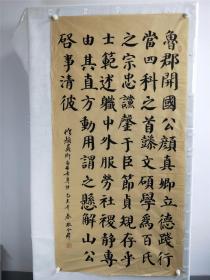 魯郡開國公顏真卿立德踐行
當四科之首懿文碩學為百氏
之宗忠讜罄于臣節貞規存乎
士範述職中外服勞社稷靜專
由其直方動用謂之懸解山公
啓事清彼